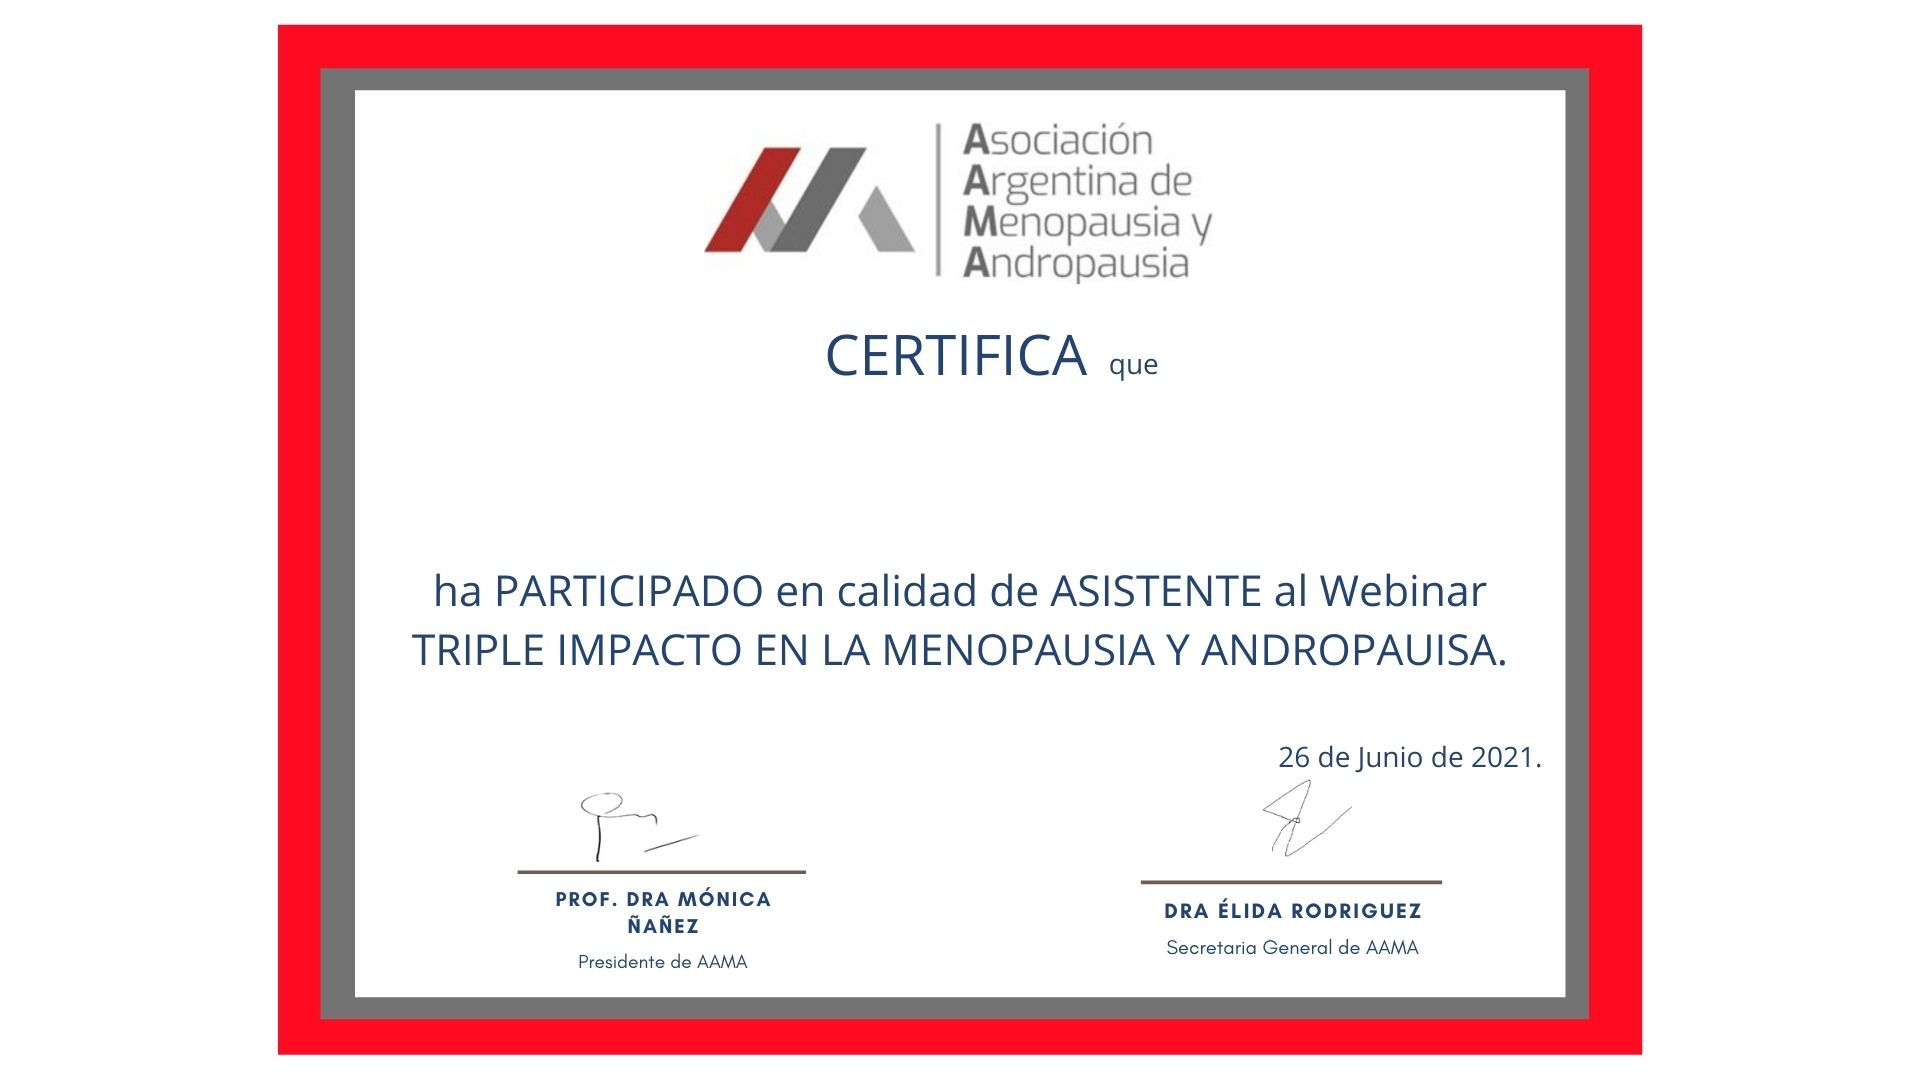 Asociación
Argentina de
Menopausia y
Andropausia
CERTIFICA que
ha PARTICIPADO en calidad de ASISTENTE al Webinar
TRIPLE IMPACTO EN LA MENOPAUSIA Y ANDROPAUISA.
26 de Junio de 2021.
PROF. DRA MÓNICA
ÑAÑEZ
Presidente de AAMA
DRA ÉLIDA RODRIGUEZ
Secretaria General de AAMA